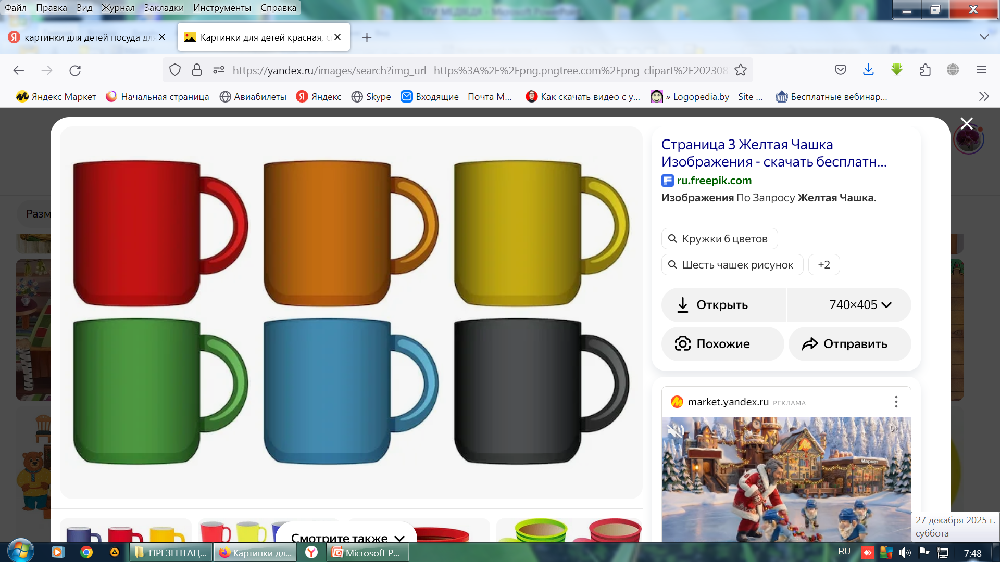 Файл Правка Вид Журнал Закладки Инструменты Справка
картинки для детей посуда для
Картинки для детей красная, с
https://yandex.ru/images/search?img_url=https%3A%2F%2Fpng.pngtree.com%2Fpng-clipart%2F202308
Яндекс Маркет Начальная страница Авиабилеты Яндекс Skype Входящие - Почта М... Как скачать видео с у... » Logopedia.by - Site ... Бесплатные вебинар...
Разм
Страница 3 Желтая Чашка
Изображения - скачать бесплатн...
ru.freepik.com
Изображения По Запросу Желтая Чашка.
Кружки 6 цветов
Шесть чашек рисунок +2
Открыть 740×405
Похожие Отправить
market.yandex.ru РЕКЛАМА
0+
Маркет
Смотрите также
27 декабря 2025 г.
суббота
ПРЕЗЕНТАЦ... Картинки дл... Microsoft P... RU 7:48